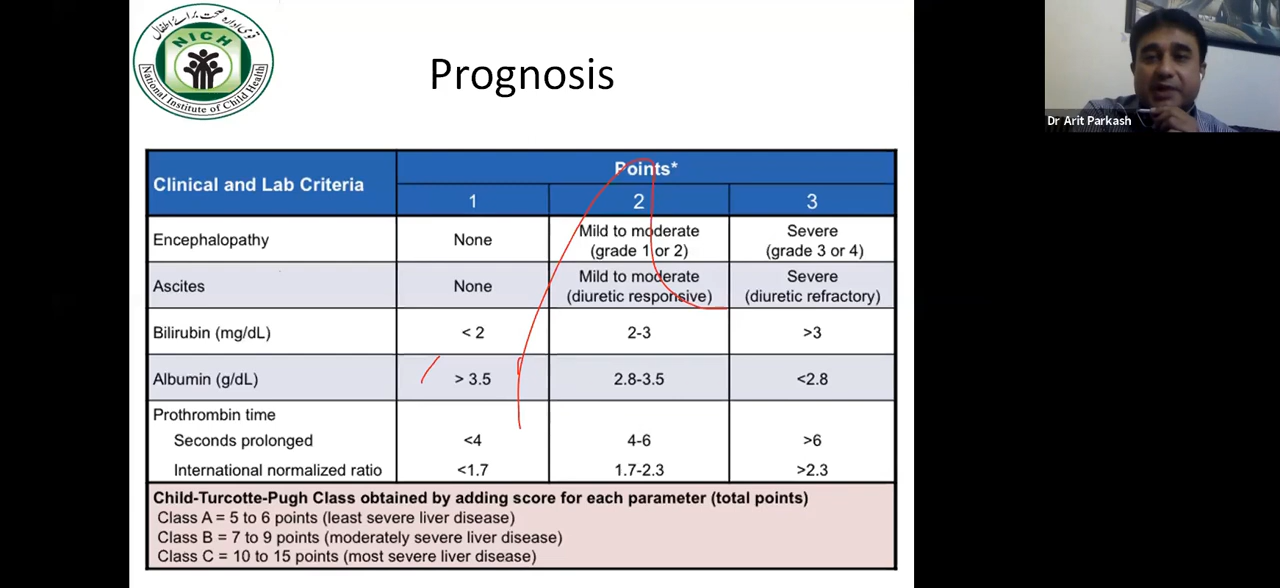 قومی ادارہ صحت برائے اطفال
NICH
National Institute of Child Health
Prognosis
Dr Arit Parkash
Clinical and Lab Criteria
Points*
1 2 3
Encephalopathy None Mild to moderate (grade 1 or 2) Severe (grade 3 or 4)
Ascites None Mild to moderate (diuretic responsive) Severe (diuretic refractory)
Bilirubin (mg/dL) < 2 2-3 >3
Albumin (g/dL) > 3.5 2.8-3.5 <2.8
Prothrombin time
Seconds prolonged <4 4-6 >6
International normalized ratio <1.7 1.7-2.3 >2.3
Child-Turcotte-Pugh Class obtained by adding score for each parameter (total points)
Class A = 5 to 6 points (least severe liver disease)
Class B = 7 to 9 points (moderately severe liver disease)
Class C = 10 to 15 points (most severe liver disease)